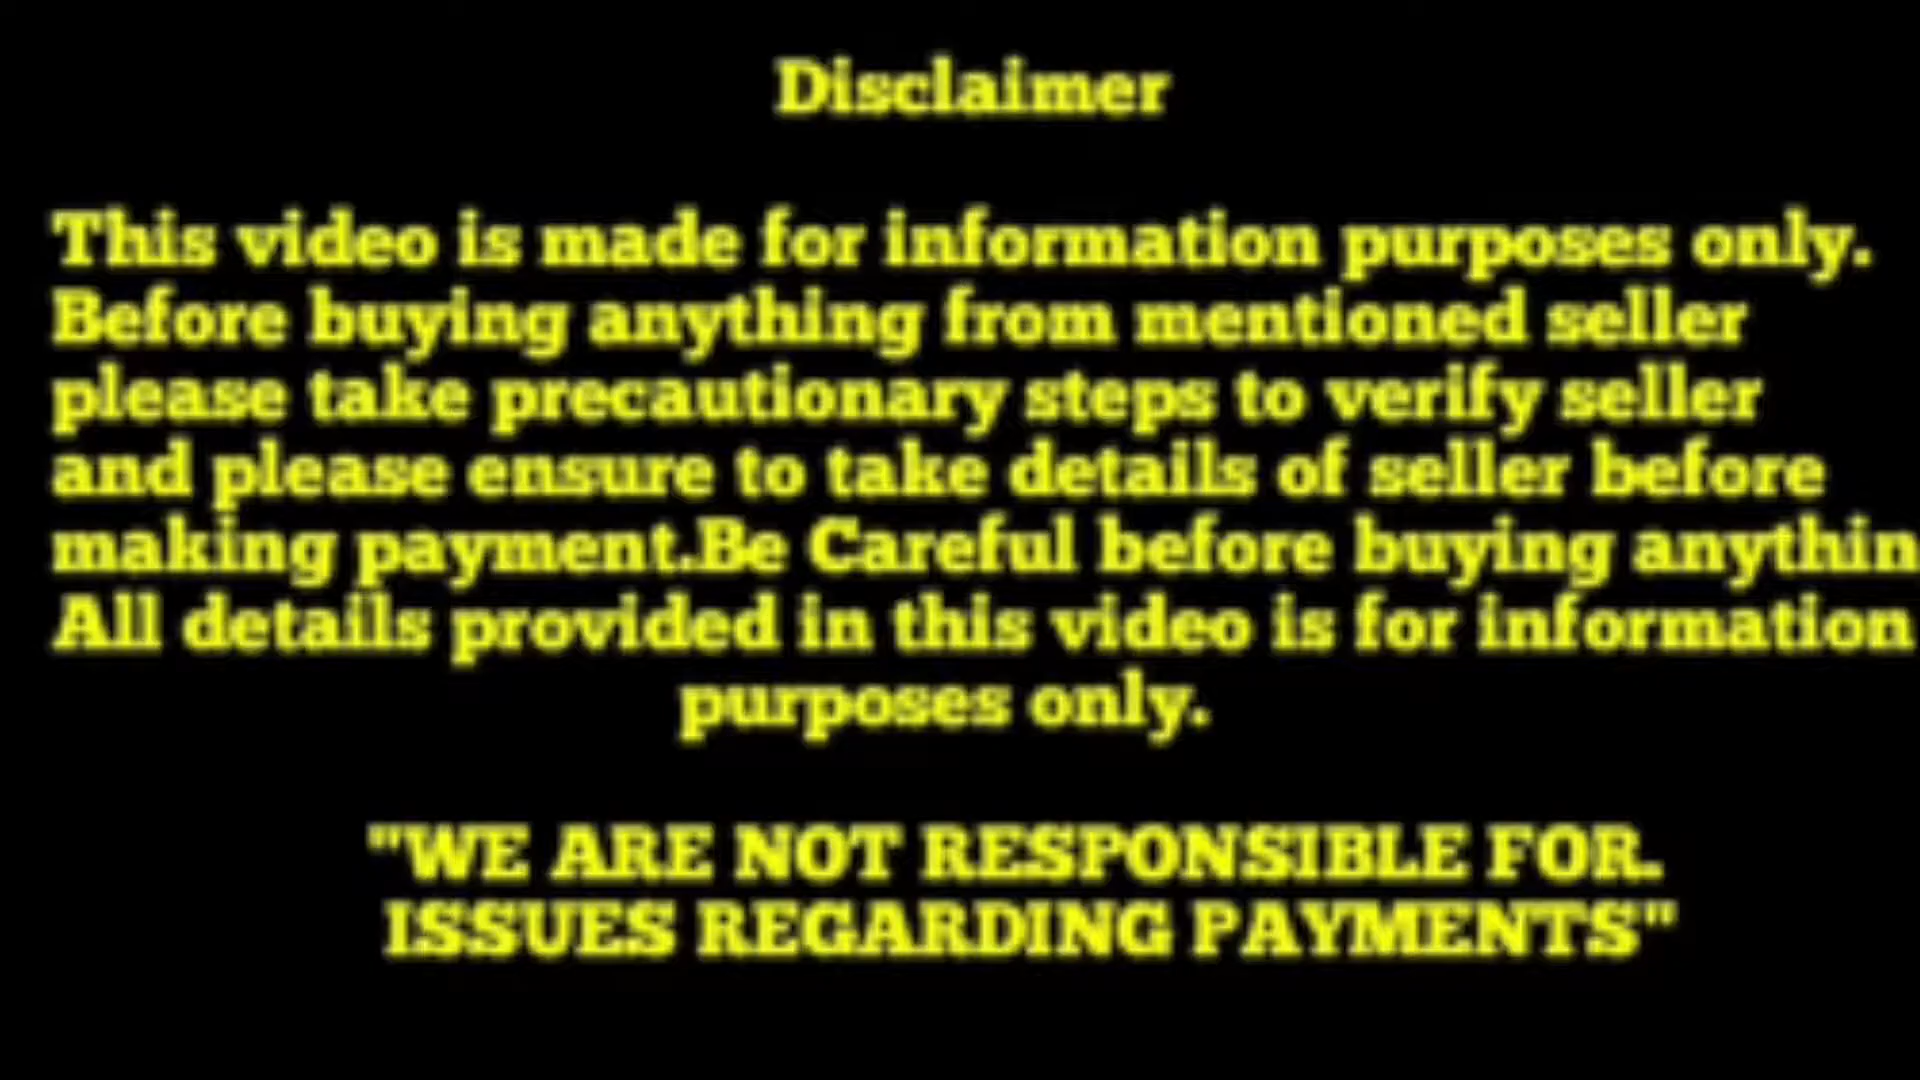 Disclaimer
This video is made for information purposes only.
Before buying anything from mentioned seller
please take precautionary steps to verify seller
and please ensure to take details of seller before
making payment.Be Careful before buying anythin
All details provided in this video is for information
purposes only.
"WE ARE NOT RESPONSIBLE FOR.
ISSUES REGARDING PAYMENTS"